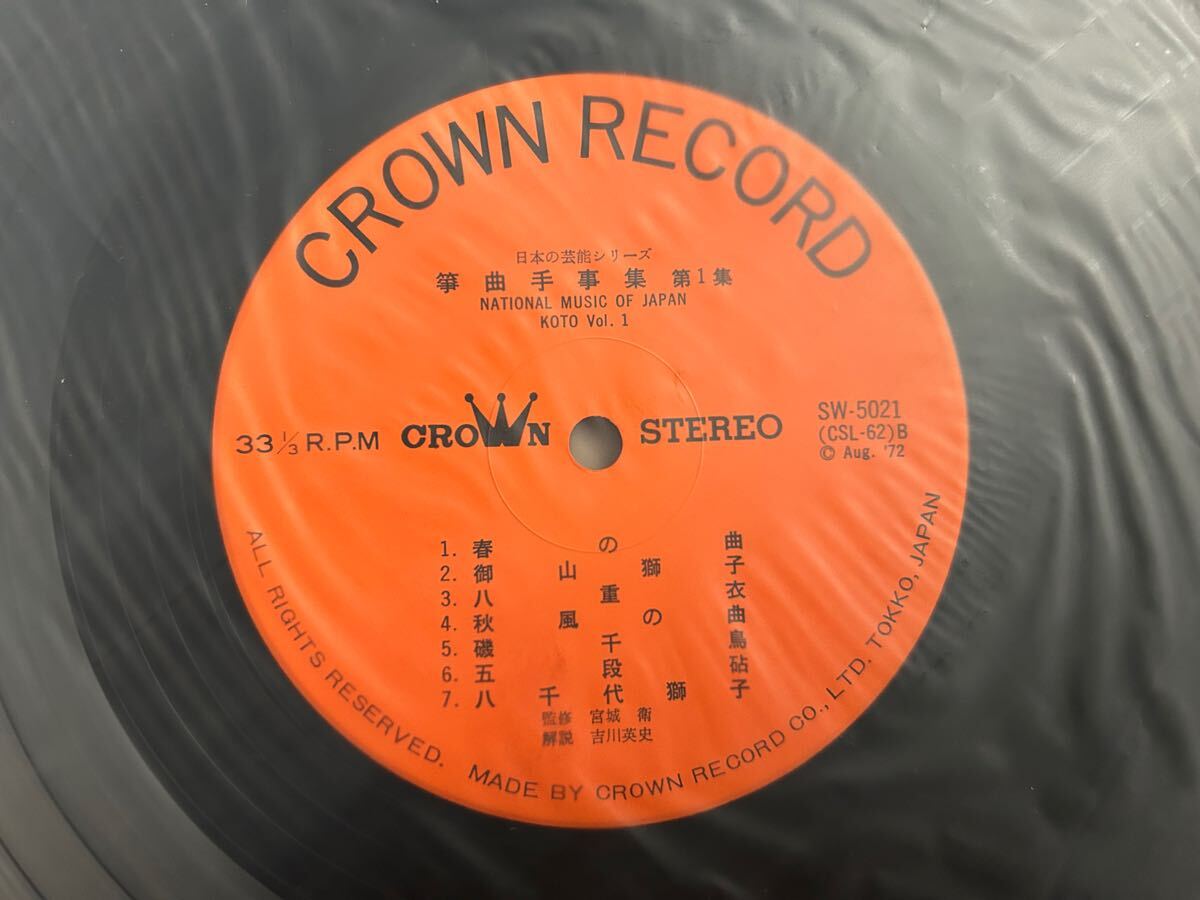 CROWN RECORD
日本の芸能シリーズ
箏曲手事集 第1集
NATIONAL MUSIC OF JAPAN
KOTO Vol. 1
33 1/3 R.P.M
CROWN
STEREO
SW-5021
(CSL-62)B
© Aug. '72
1. 春の曲
2. 御山獅子
3. 八重衣
4. 秋風の曲
5. 磯千鳥
6. 五段砧
7. 八千代獅子
監修 宮城 衛
解説 吉川英史
ALL RIGHTS RESERVED. MADE BY CROWN RECORD CO., LTD. TOKKO, JAPAN